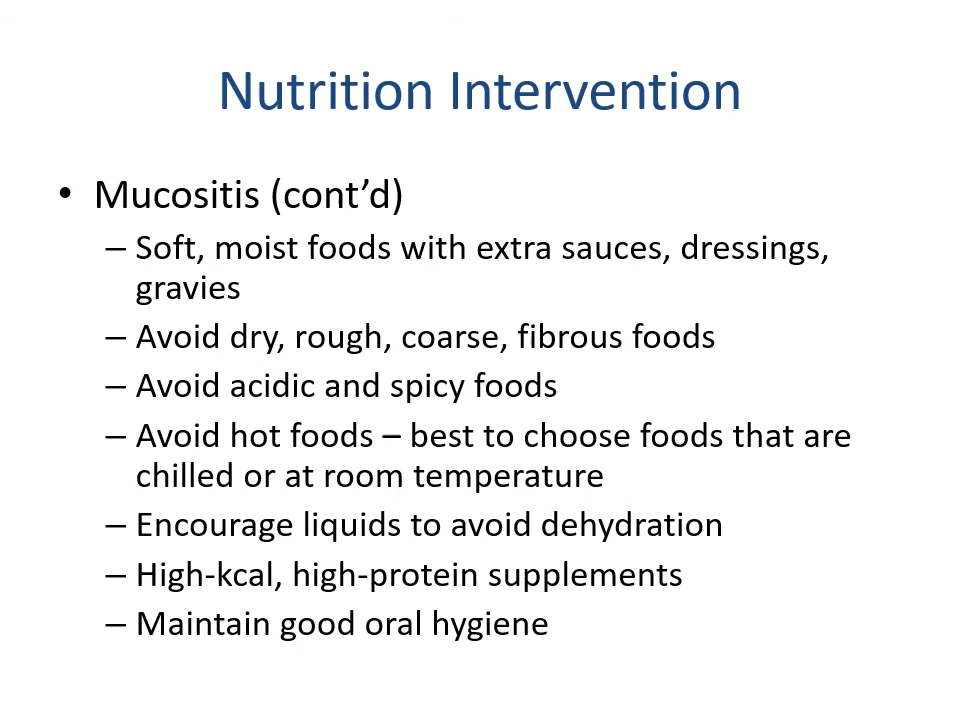 Nutrition Intervention
• Mucositis (cont’d)
– Soft, moist foods with extra sauces, dressings,
gravies
– Avoid dry, rough, coarse, fibrous foods
– Avoid acidic and spicy foods
– Avoid hot foods – best to choose foods that are
chilled or at room temperature
– Encourage liquids to avoid dehydration
– High-kcal, high-protein supplements
– Maintain good oral hygiene